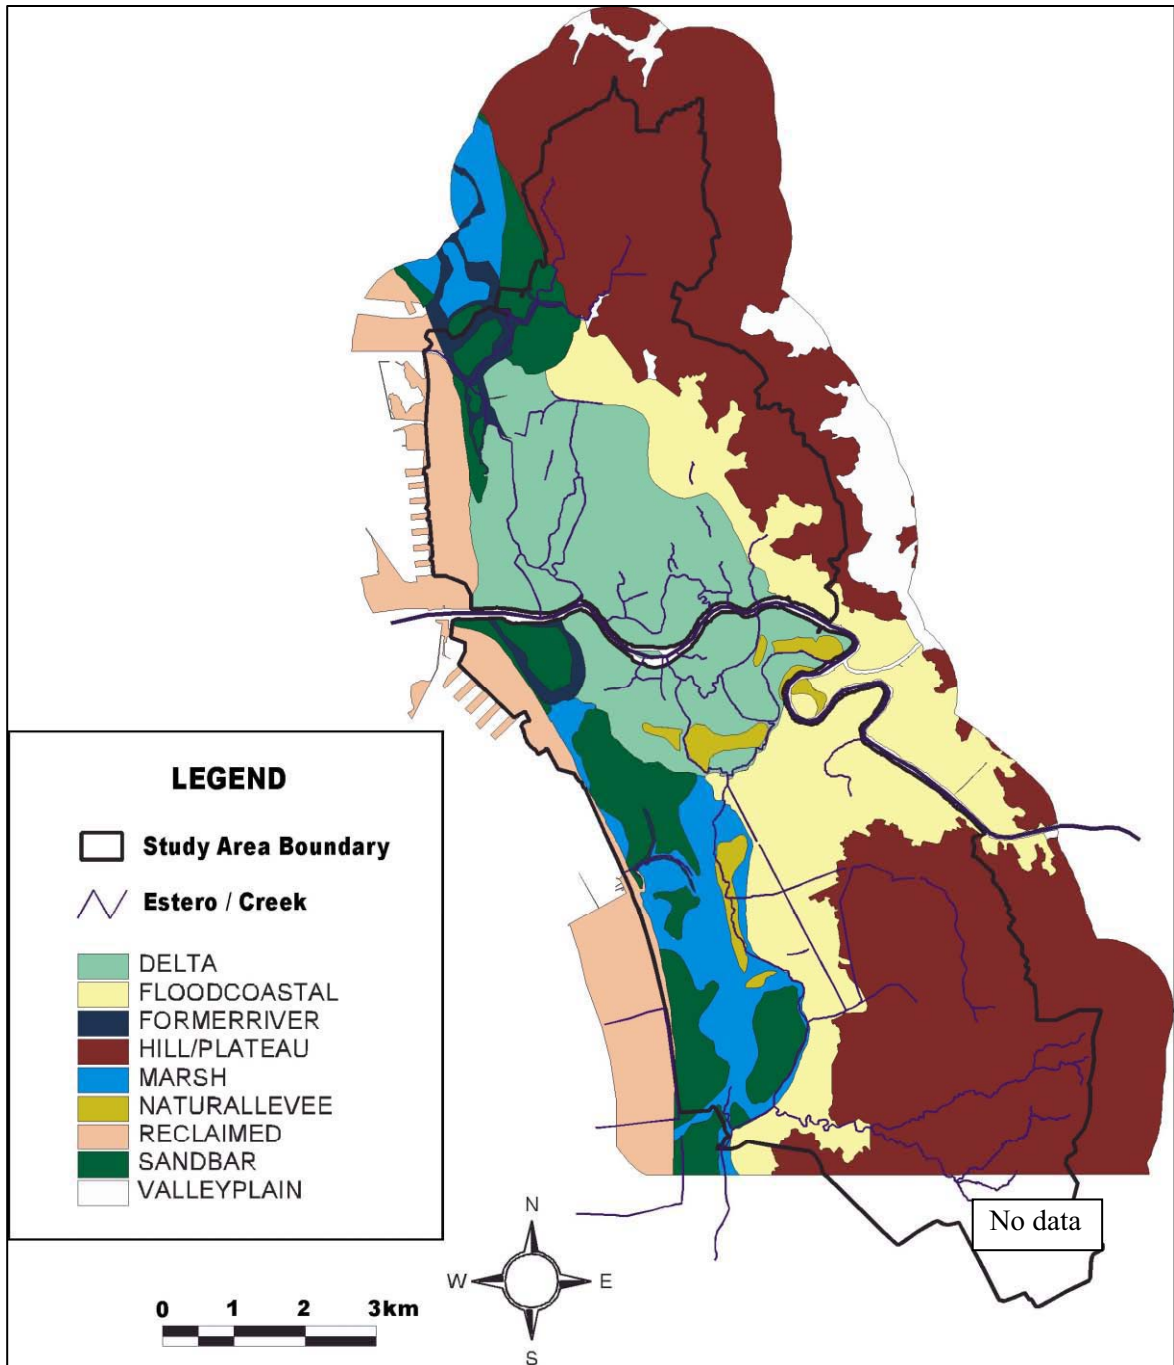 LEGEND
Study Area Boundary
Estero / Creek
DELTA
FLOODCOASTAL
FORMERRIVER
HILL/PLATEAU
MARSH
NATURALLEVEE
RECLAIMED
SANDBAR
VALLEYPLAIN
No data
N
W E
S
0 1 2 3km